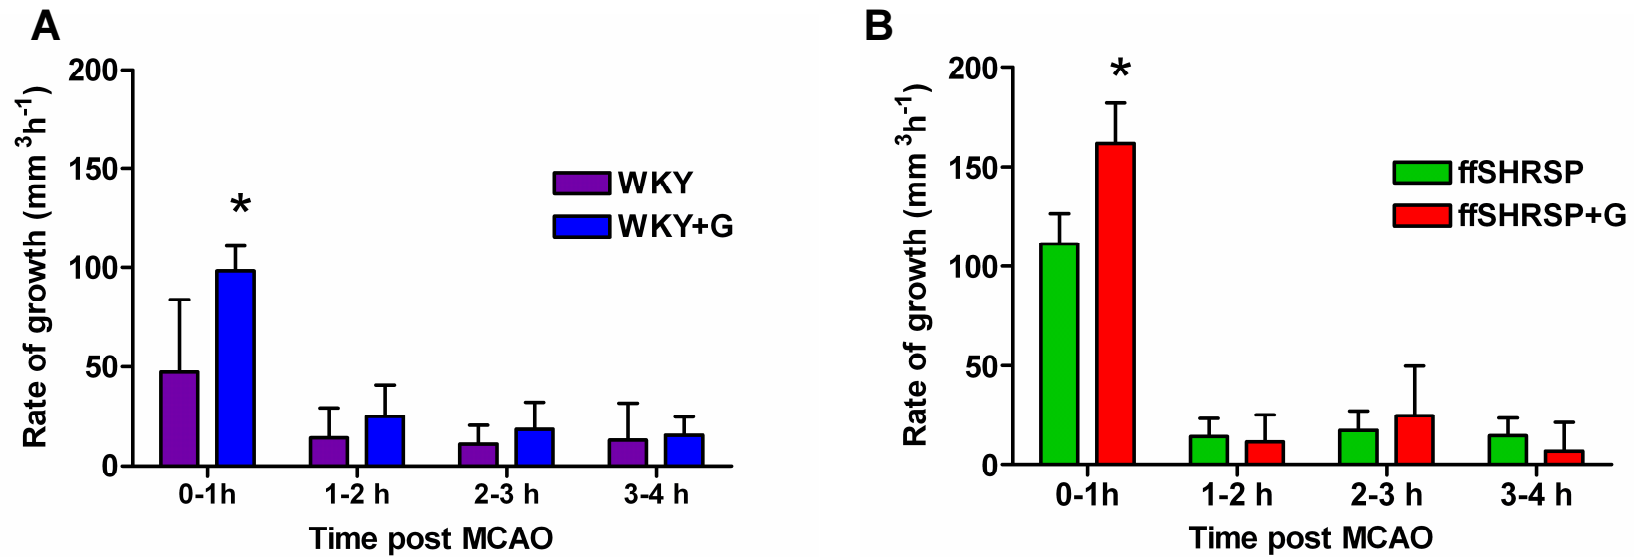 A
Rate of growth (mm³h⁻¹)
200
150
100
50
0
*
WKY
WKY+G
0-1h 1-2 h 2-3 h 3-4 h
Time post MCAO
B
Rate of growth (mm³h⁻¹)
200
150
100
50
0
*
ffSHRSP
ffSHRSP+G
0-1h 1-2 h 2-3 h 3-4 h
Time post MCAO